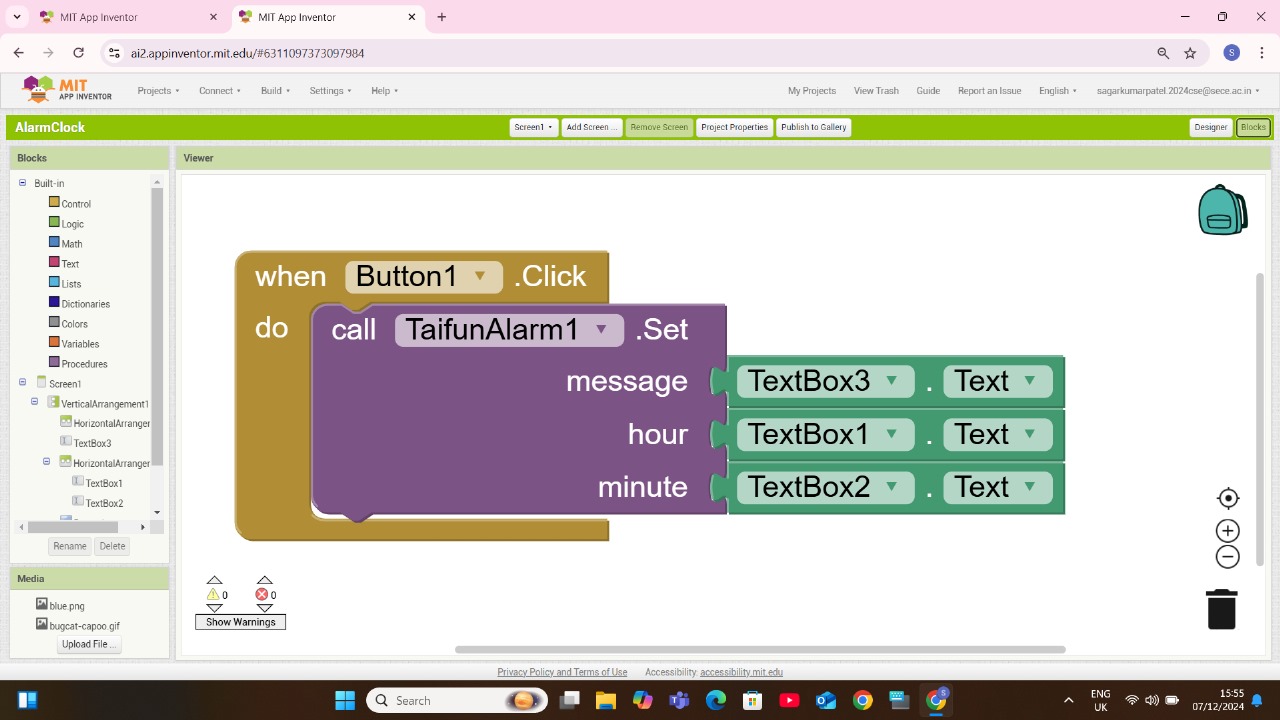 MIT App Inventor
MIT App Inventor
ai2.appinventor.mit.edu/#6311097373097984
S
MIT
APP INVENTOR
Projects
Connect
Build
Settings
Help
My Projects
View Trash
Guide
Report an Issue
English
sagarkumarpatel.2024cse@sece.ac.in
AlarmClock
Screen1
Add Screen ...
Remove Screen
Project Properties
Publish to Gallery
Designer
Blocks
Blocks
Built-in
Control
Logic
Math
Text
Lists
Dictionaries
Colors
Variables
Procedures
Screen1
VerticalArrangement1
HorizontalArranger
TextBox3
HorizontalArranger
TextBox1
TextBox2
Rename
Delete
Media
blue.png
bugcat-capoo.gif
Upload File ...
Viewer
when Button1 .Click
do call TaifunAlarm1 .Set
message TextBox3 . Text
hour TextBox1 . Text
minute TextBox2 . Text
0 0
Show Warnings
Privacy Policy and Terms of Use Accessibility: accessibility.mit.edu
Search
S
ENG
UK
15:55
07/12/2024